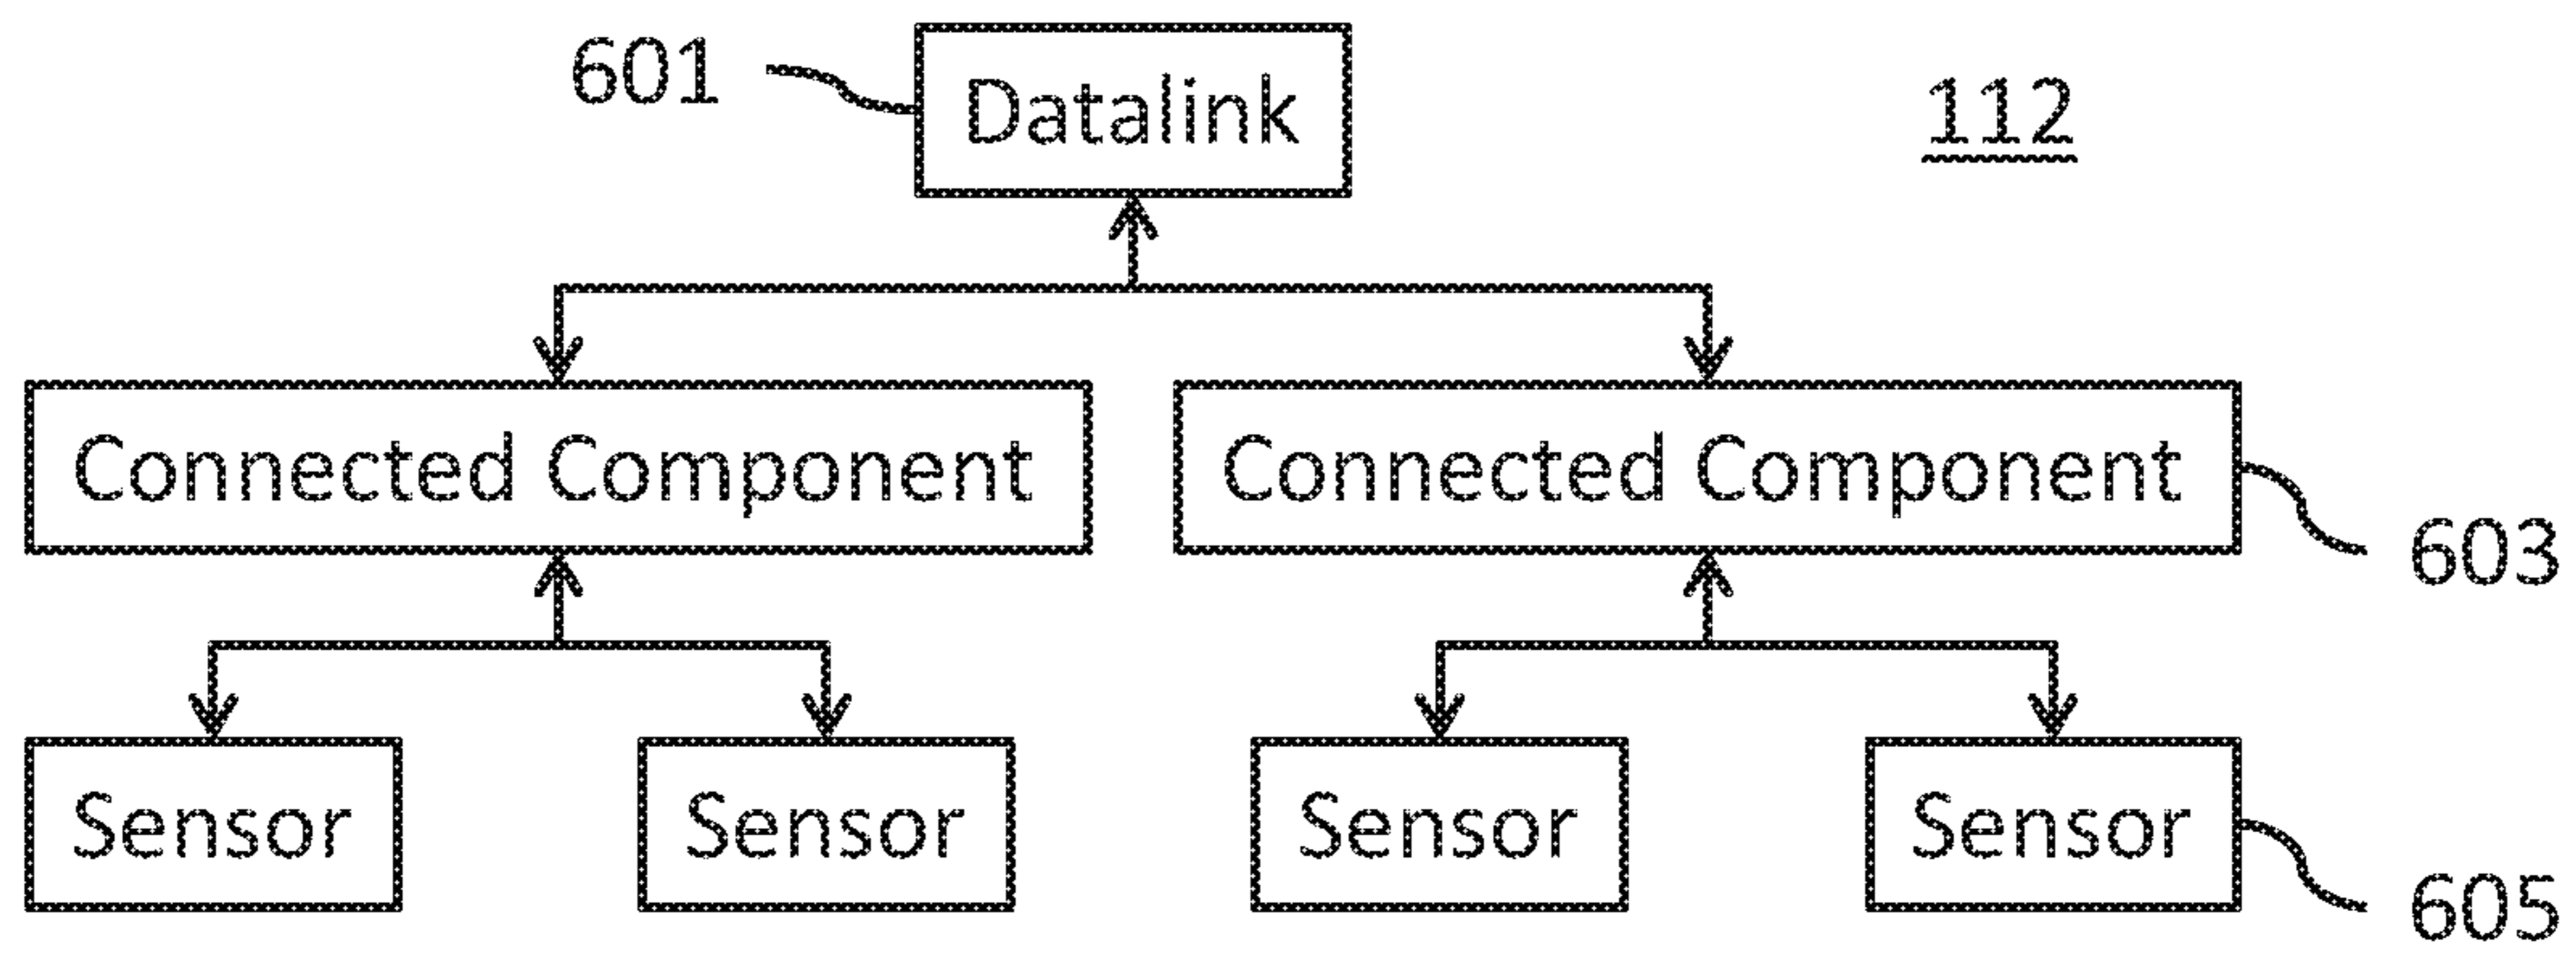 601
Datalink
112
Connected Component
Connected Component
603
Sensor
Sensor
Sensor
Sensor
605